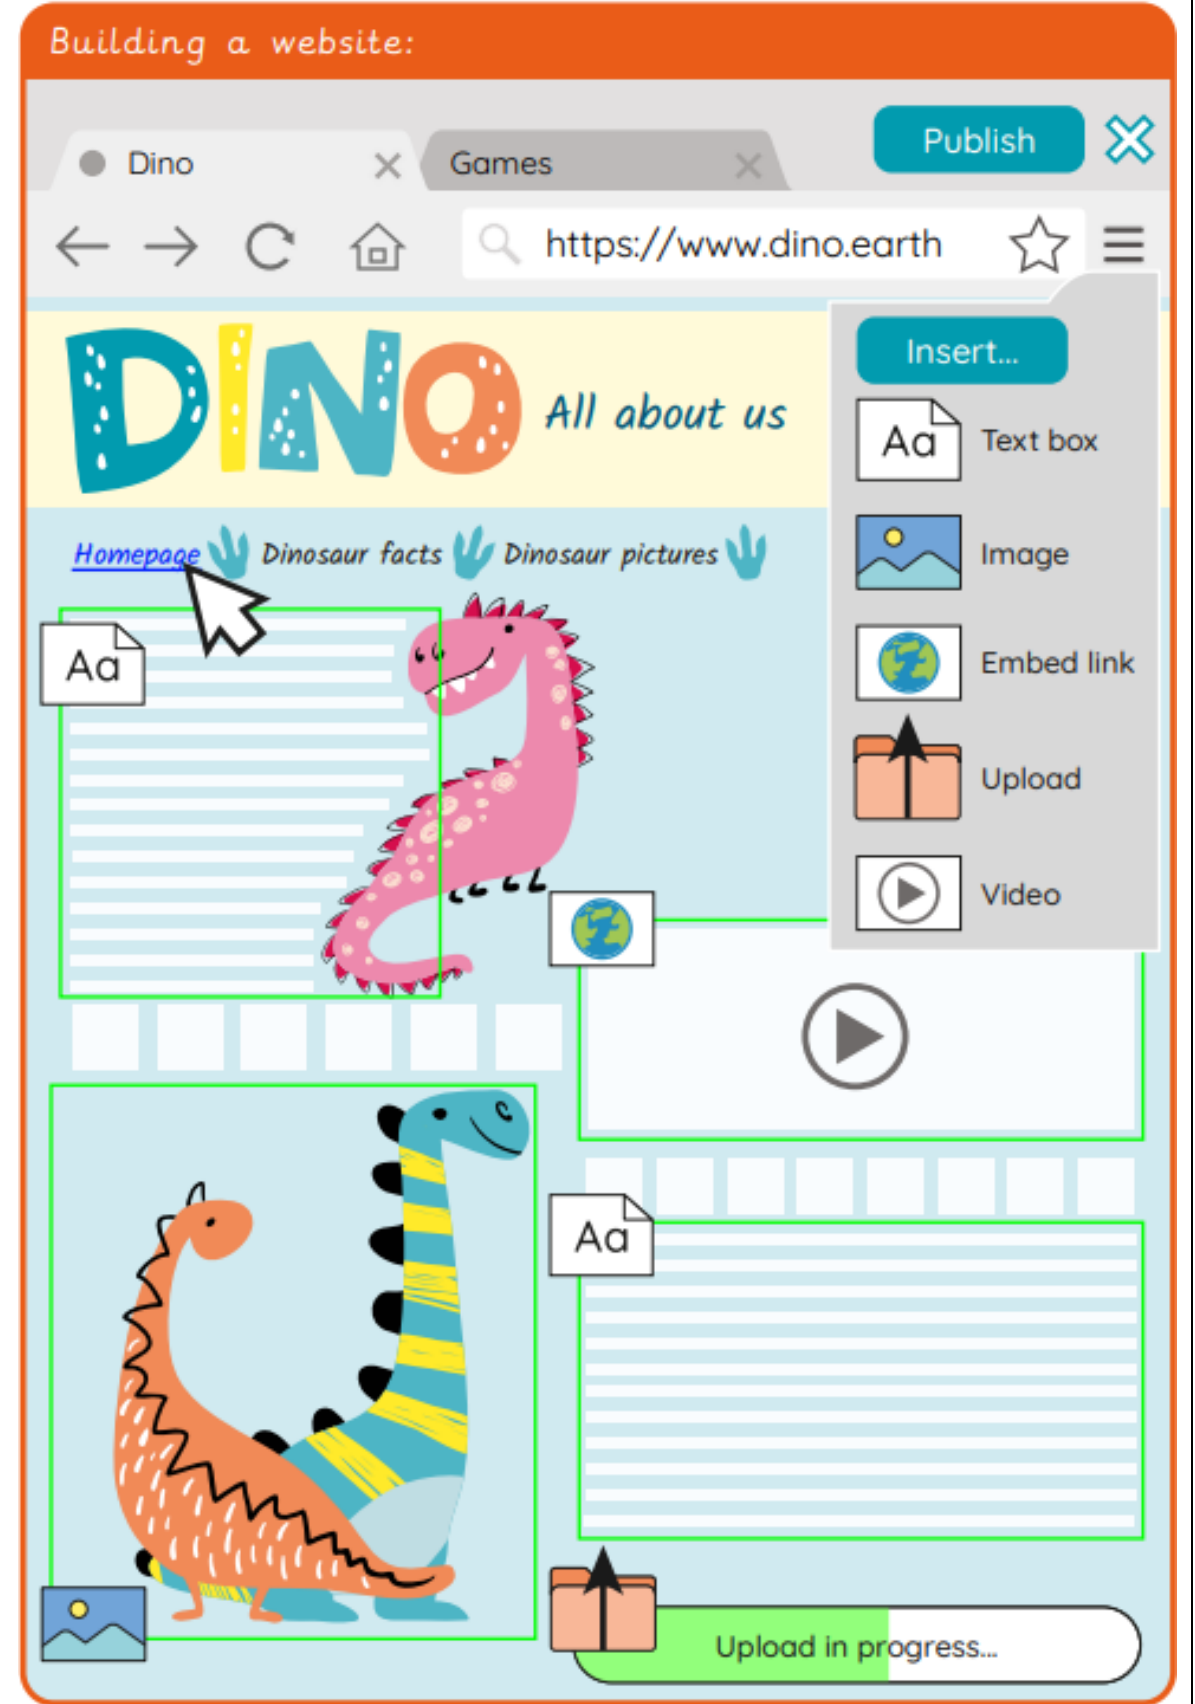 Building a website:
Dino
Games
Publish
https://www.dino.earth
DINO
All about us
Insert...
Aa
Text box
Image
Embed link
Upload
Video
Homepage
Dinosaur facts
Dinosaur pictures
Aa
Aa
Upload in progress...